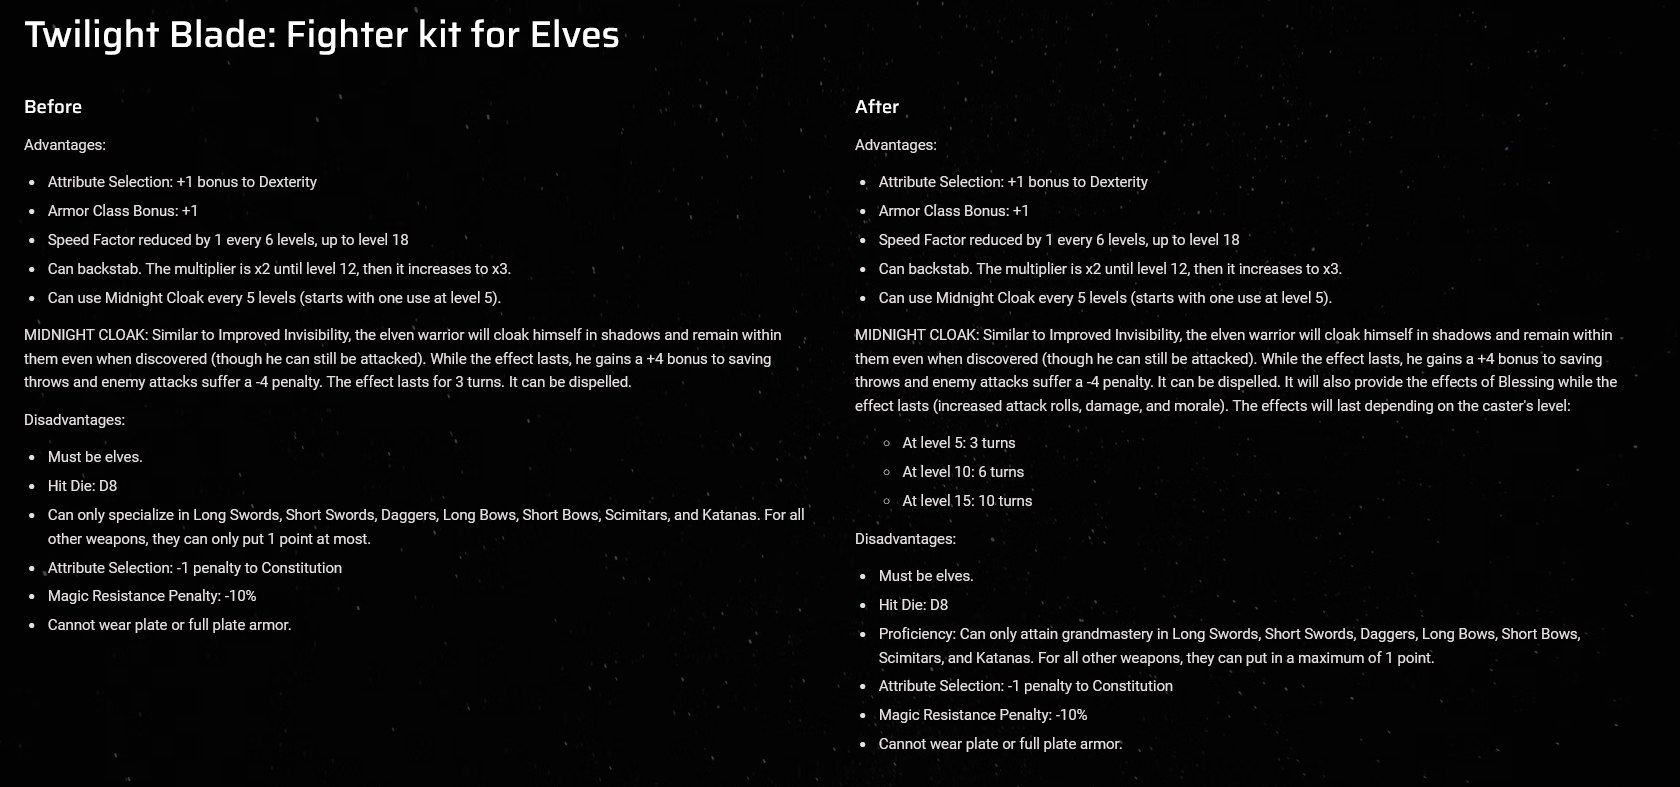 Twilight Blade: Fighter kit for Elves
Before
Advantages:
Attribute Selection: +1 bonus to Dexterity
Armor Class Bonus: +1
Speed Factor reduced by 1 every 6 levels, up to level 18
Can backstab. The multiplier is x2 until level 12, then it increases to x3.
Can use Midnight Cloak every 5 levels (starts with one use at level 5).
MIDNIGHT CLOAK: Similar to Improved Invisibility, the elven warrior will cloak himself in shadows and remain within
them even when discovered (though he can still be attacked). While the effect lasts, he gains a +4 bonus to saving
throws and enemy attacks suffer a -4 penalty. The effect lasts for 3 turns. It can be dispelled.
Disadvantages:
Must be elves.
Hit Die: D8
Can only specialize in Long Swords, Short Swords, Daggers, Long Bows, Short Bows, Scimitars, and Katanas. For all
other weapons, they can only put 1 point at most.
Attribute Selection: -1 penalty to Constitution
Magic Resistance Penalty: -10%
Cannot wear plate or full plate armor.
After
Advantages:
Attribute Selection: +1 bonus to Dexterity
Armor Class Bonus: +1
Speed Factor reduced by 1 every 6 levels, up to level 18
Can backstab. The multiplier is x2 until level 12, then it increases to x3.
Can use Midnight Cloak every 5 levels (starts with one use at level 5).
MIDNIGHT CLOAK: Similar to Improved Invisibility, the elven warrior will cloak himself in shadows and remain within
them even when discovered (though he can still be attacked). While the effect lasts, he gains a +4 bonus to saving
throws and enemy attacks suffer a -4 penalty. It can be dispelled. It will also provide the effects of Blessing while the
effect lasts (increased attack rolls, damage, and morale). The effects will last depending on the caster's level:
At level 5: 3 turns
At level 10: 6 turns
At level 15: 10 turns
Disadvantages:
Must be elves.
Hit Die: D8
Proficiency: Can only attain grandmastery in Long Swords, Short Swords, Daggers, Long Bows, Short Bows,
Scimitars, and Katanas. For all other weapons, they can put in a maximum of 1 point.
Attribute Selection: -1 penalty to Constitution
Magic Resistance Penalty: -10%
Cannot wear plate or full plate armor.